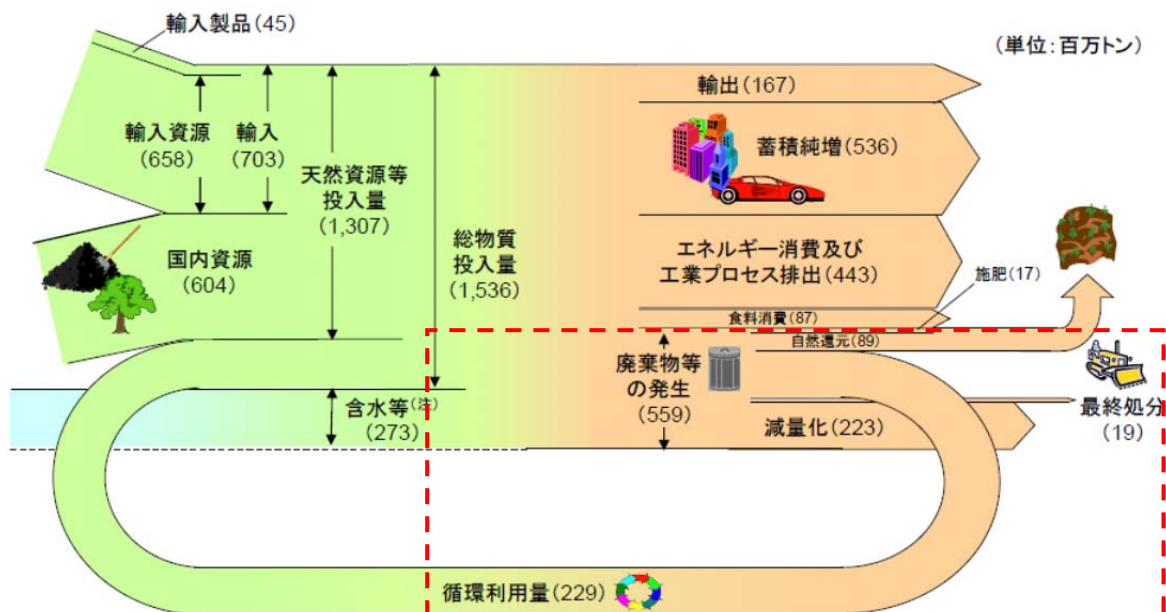 輸入製品(45)
(単位:百万トン)
輸出(167)
輸入資源
(658)
輸入
(703)
蓄積純増(536)
天然資源等
投入量
(1,307)
総物質
投入量
(1,536)
国内資源
(604)
エネルギー消費及び
工業プロセス排出(443)
施肥(17)
食料消費(87)
自然還元(89)
廃棄物等
の発生
(559)
含水等(注)
(273)
減量化(223)
最終処分
(19)
循環利用量(229)